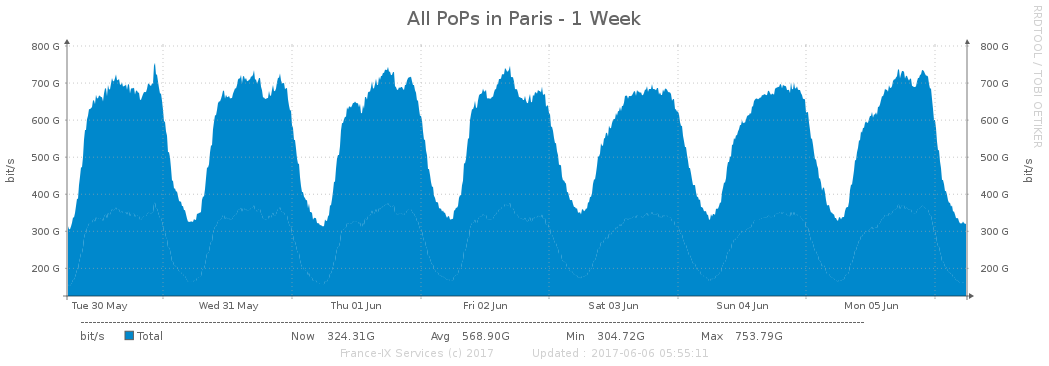 All PoPs in Paris - 1 Week
RRDTOOL / TOBI OETIKER
800 G 800 G
700 G 700 G
600 G 600 G
500 G 500 G
bit/s bit/s
400 G 400 G
300 G 300 G
200 G 200 G
Tue 30 May Wed 31 May Thu 01 Jun Fri 02 Jun Sat 03 Jun Sun 04 Jun Mon 05 Jun
bit/s Total Now 324.31G Avg 568.90G Min 304.72G Max 753.79G
France-IX Services (c) 2017 Updated : 2017-06-06 05:55:11